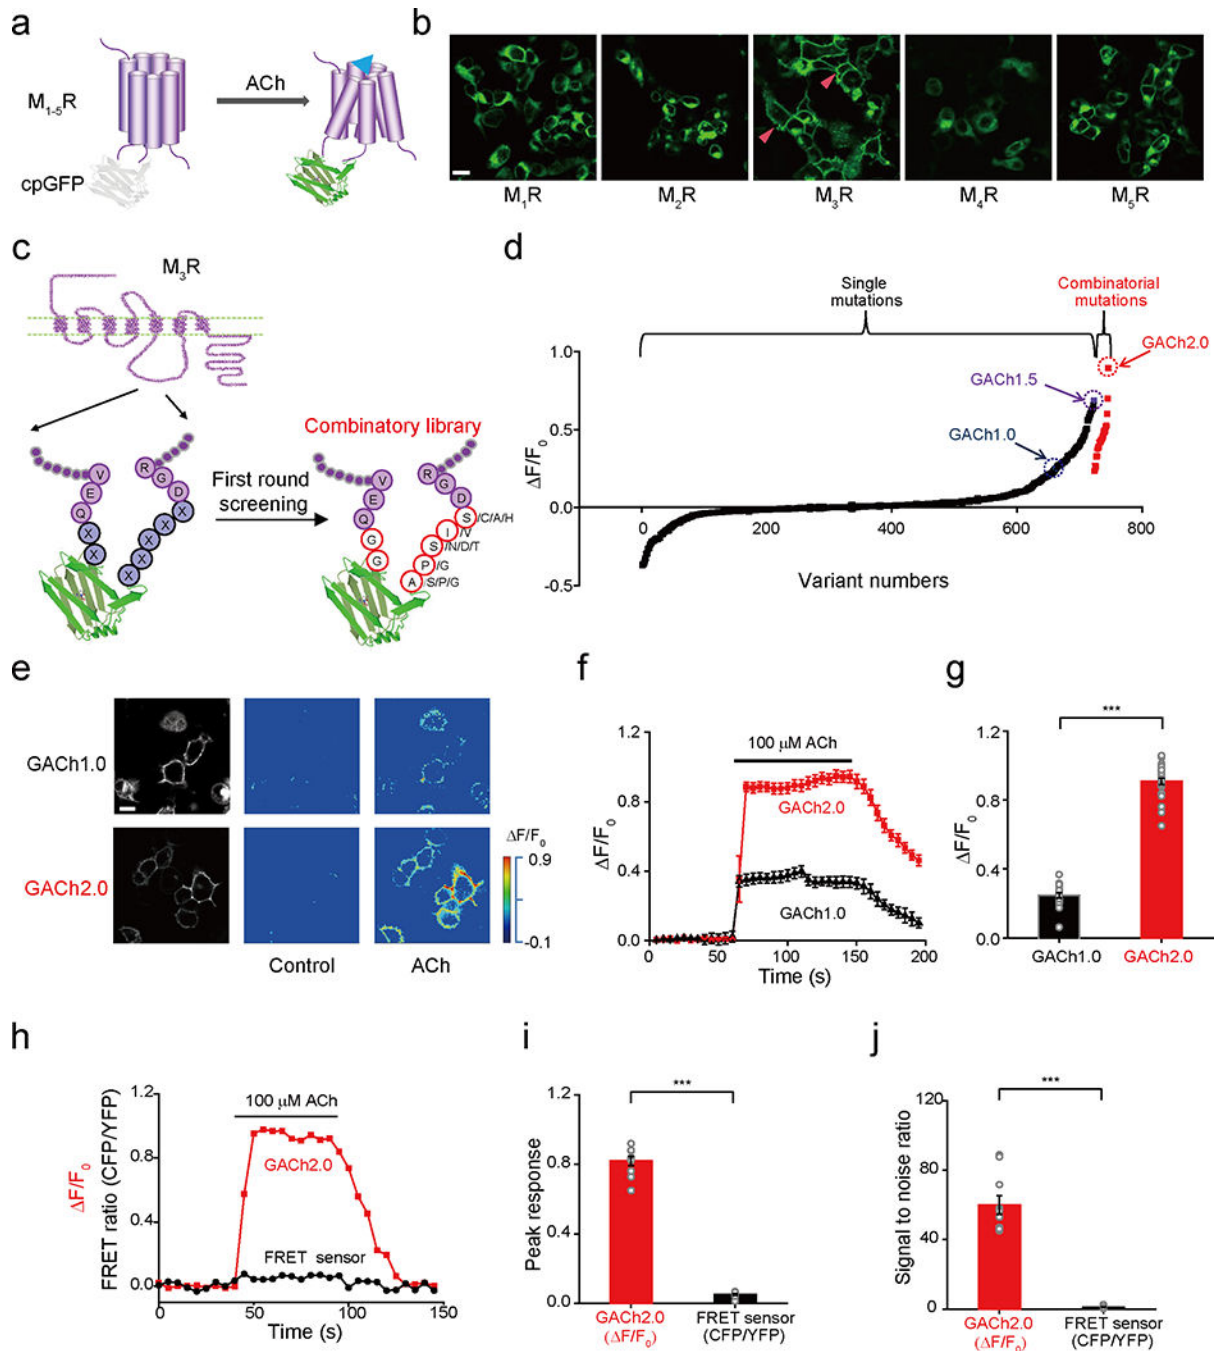 a
M1-5R
ACh
cpGFP
b
M1R
M2R
M3R
M4R
M5R
c
M3R
Combinatory library
First round
screening
V
E
Q
X
X
R
G
D
X
X
X
X
X
V
E
Q
G
G
R
G
D
S/C/A/H
I/V
S/N/D/T
P/G
A S/P/G
d
Single
mutations
Combinatorial
mutations
GACh2.0
GACh1.5
GACh1.0
ΔF/F0
1.0
0.5
0.0
-0.5
0
200
400
600
800
Variant numbers
e
GACh1.0
GACh2.0
Control
ACh
ΔF/F0
0.9
-0.1
f
ΔF/F0
1.2
0.8
0.4
0.0
100 μM ACh
GACh2.0
GACh1.0
0
50
100
150
200
Time (s)
g
***
ΔF/F0
1.2
0.8
0.4
0.0
GACh1.0
GACh2.0
h
ΔF/F0
FRET ratio (CFP/YFP)
1.2
0.8
0.4
0.0
100 μM ACh
GACh2.0
FRET sensor
0
50
100
150
Time (s)
i
***
Peak response
1.2
0.8
0.4
0.0
GACh2.0
(ΔF/F0)
FRET sensor
(CFP/YFP)
j
***
Signal to noise ratio
120
60
0
GACh2.0
(ΔF/F0)
FRET sensor
(CFP/YFP)